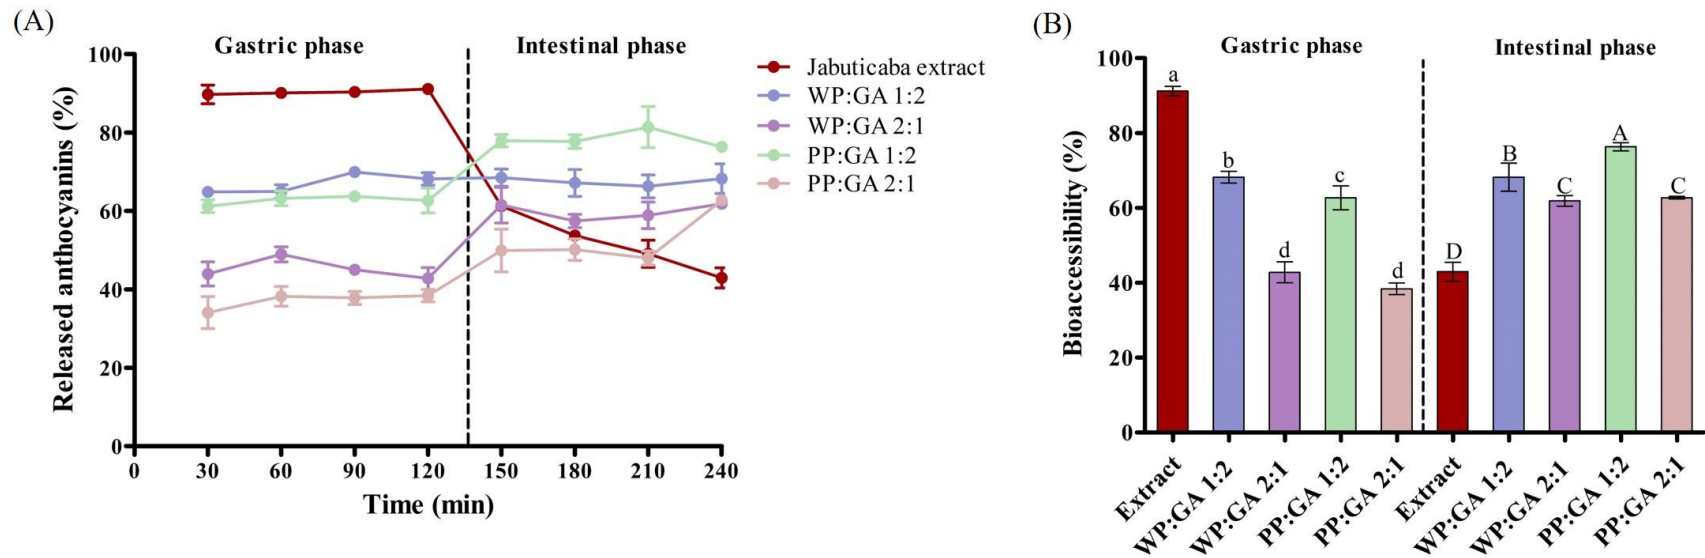 (A)
Gastric phase
Intestinal phase
Released anthocyanins (%)
100
80
60
40
20
0
0 30 60 90 120 150 180 210 240
Time (min)
Jabuticaba extract
WP:GA 1:2
WP:GA 2:1
PP:GA 1:2
PP:GA 2:1
(B)
Gastric phase
Intestinal phase
Bioaccessibility (%)
100
80
60
40
20
0
a
b
d
c
d
D
B
C
A
C
Extract
WP:GA 1:2
WP:GA 2:1
PP:GA 1:2
PP:GA 2:1
Extract
WP:GA 1:2
WP:GA 2:1
PP:GA 1:2
PP:GA 2:1